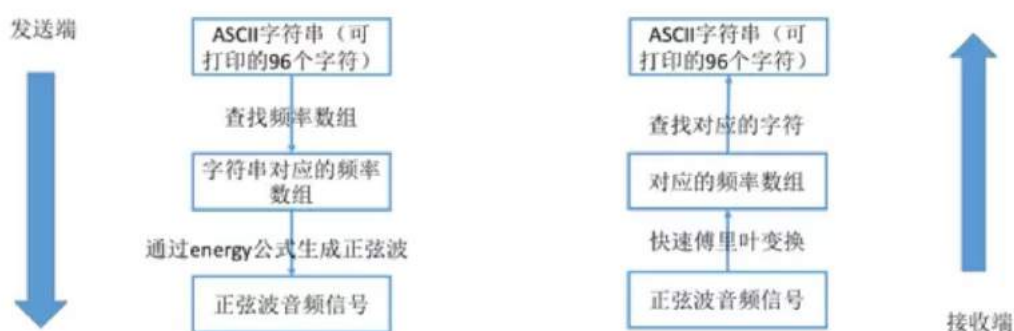 发送端
ASCII字符串（可
打印的96个字符）
查找频率数组
字符串对应的频率
数组
通过energy公式生成正弦波
正弦波音频信号
ASCII字符串（可
打印的96个字符）
查找对应的字符
对应的频率数组
快速傅里叶变换
正弦波音频信号
接收端